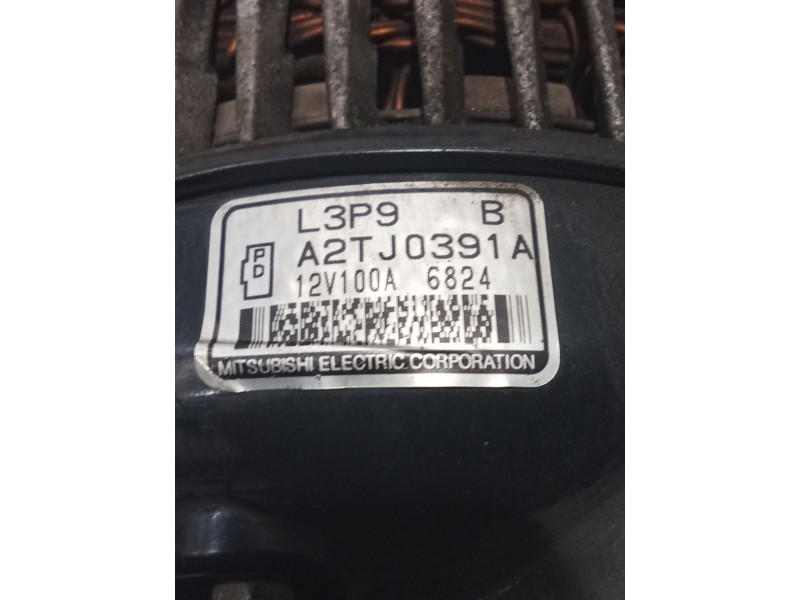 L3P9 B
P
D
A2TJ0391A
12V100A 6824
MITSUBISHI ELECTRIC CORPORATION